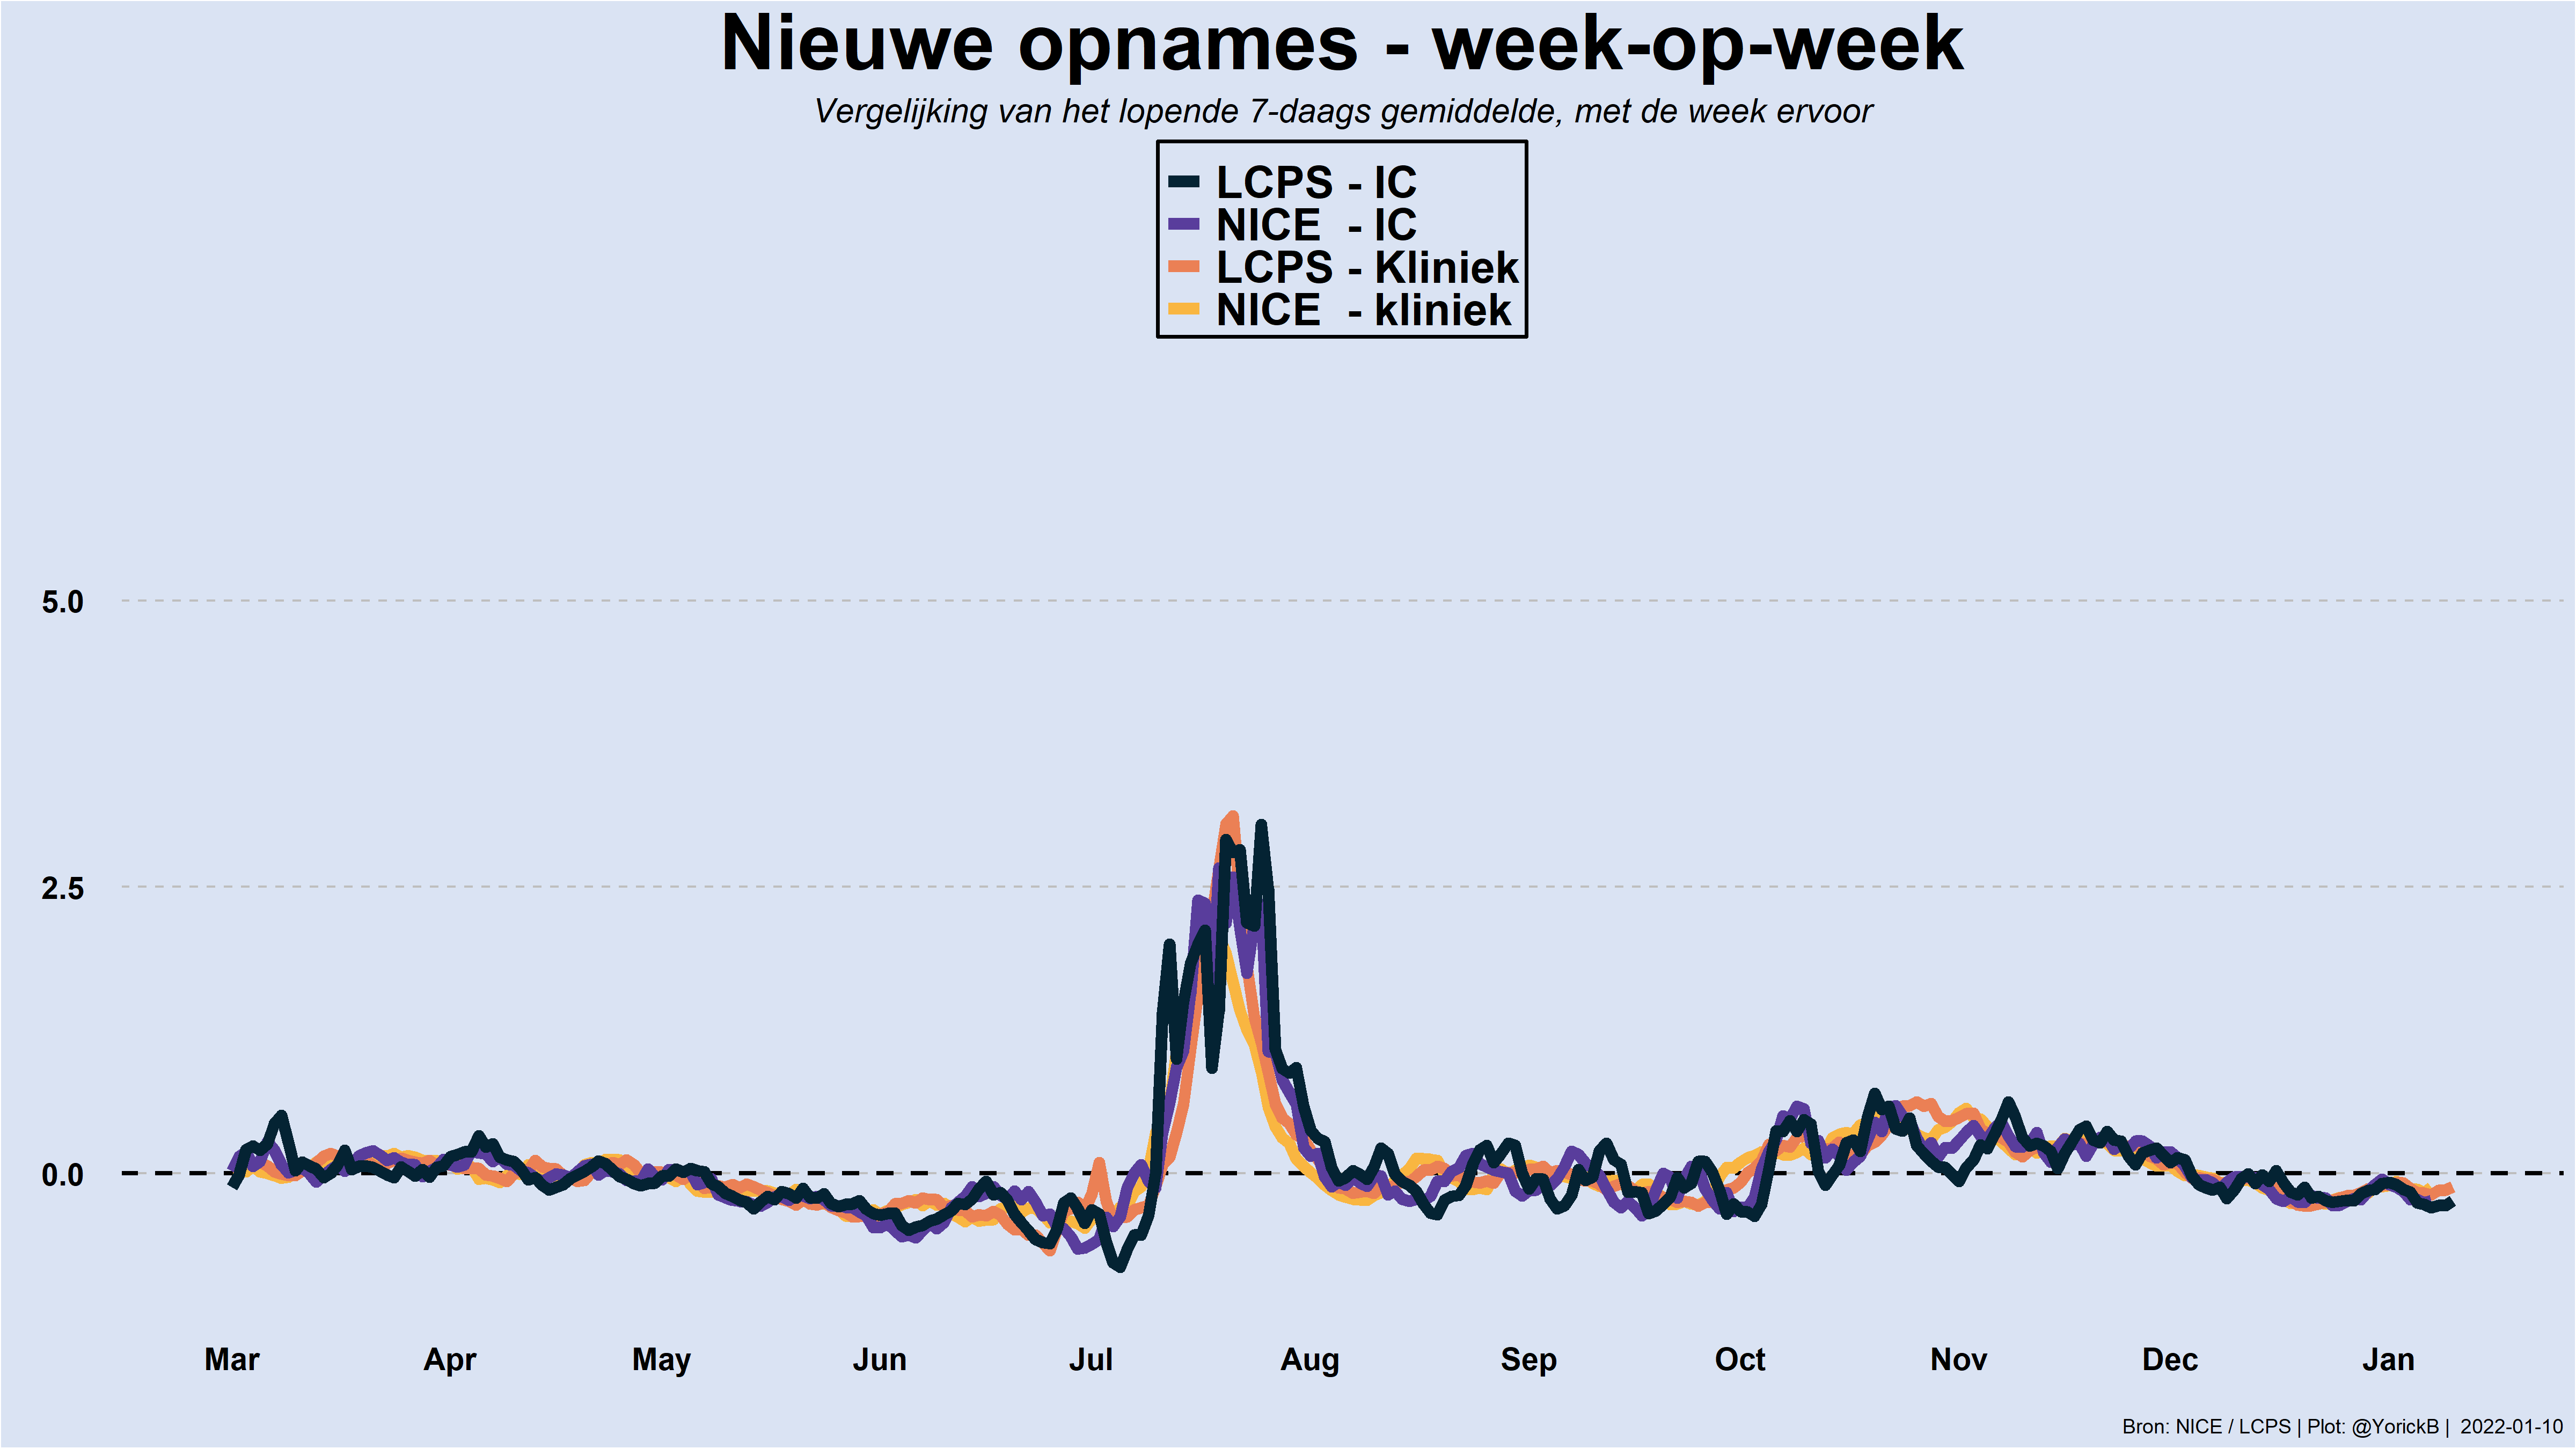 Nieuwe opnames - week-op-week
Vergelijking van het lopende 7-daags gemiddelde, met de week ervoor
LCPS - IC
NICE - IC
LCPS - Kliniek
NICE - kliniek
5.0
2.5
0.0
Mar Apr May Jun Jul Aug Sep Oct Nov Dec Jan
Bron: NICE / LCPS | Plot: @YorickB | 2022-01-10